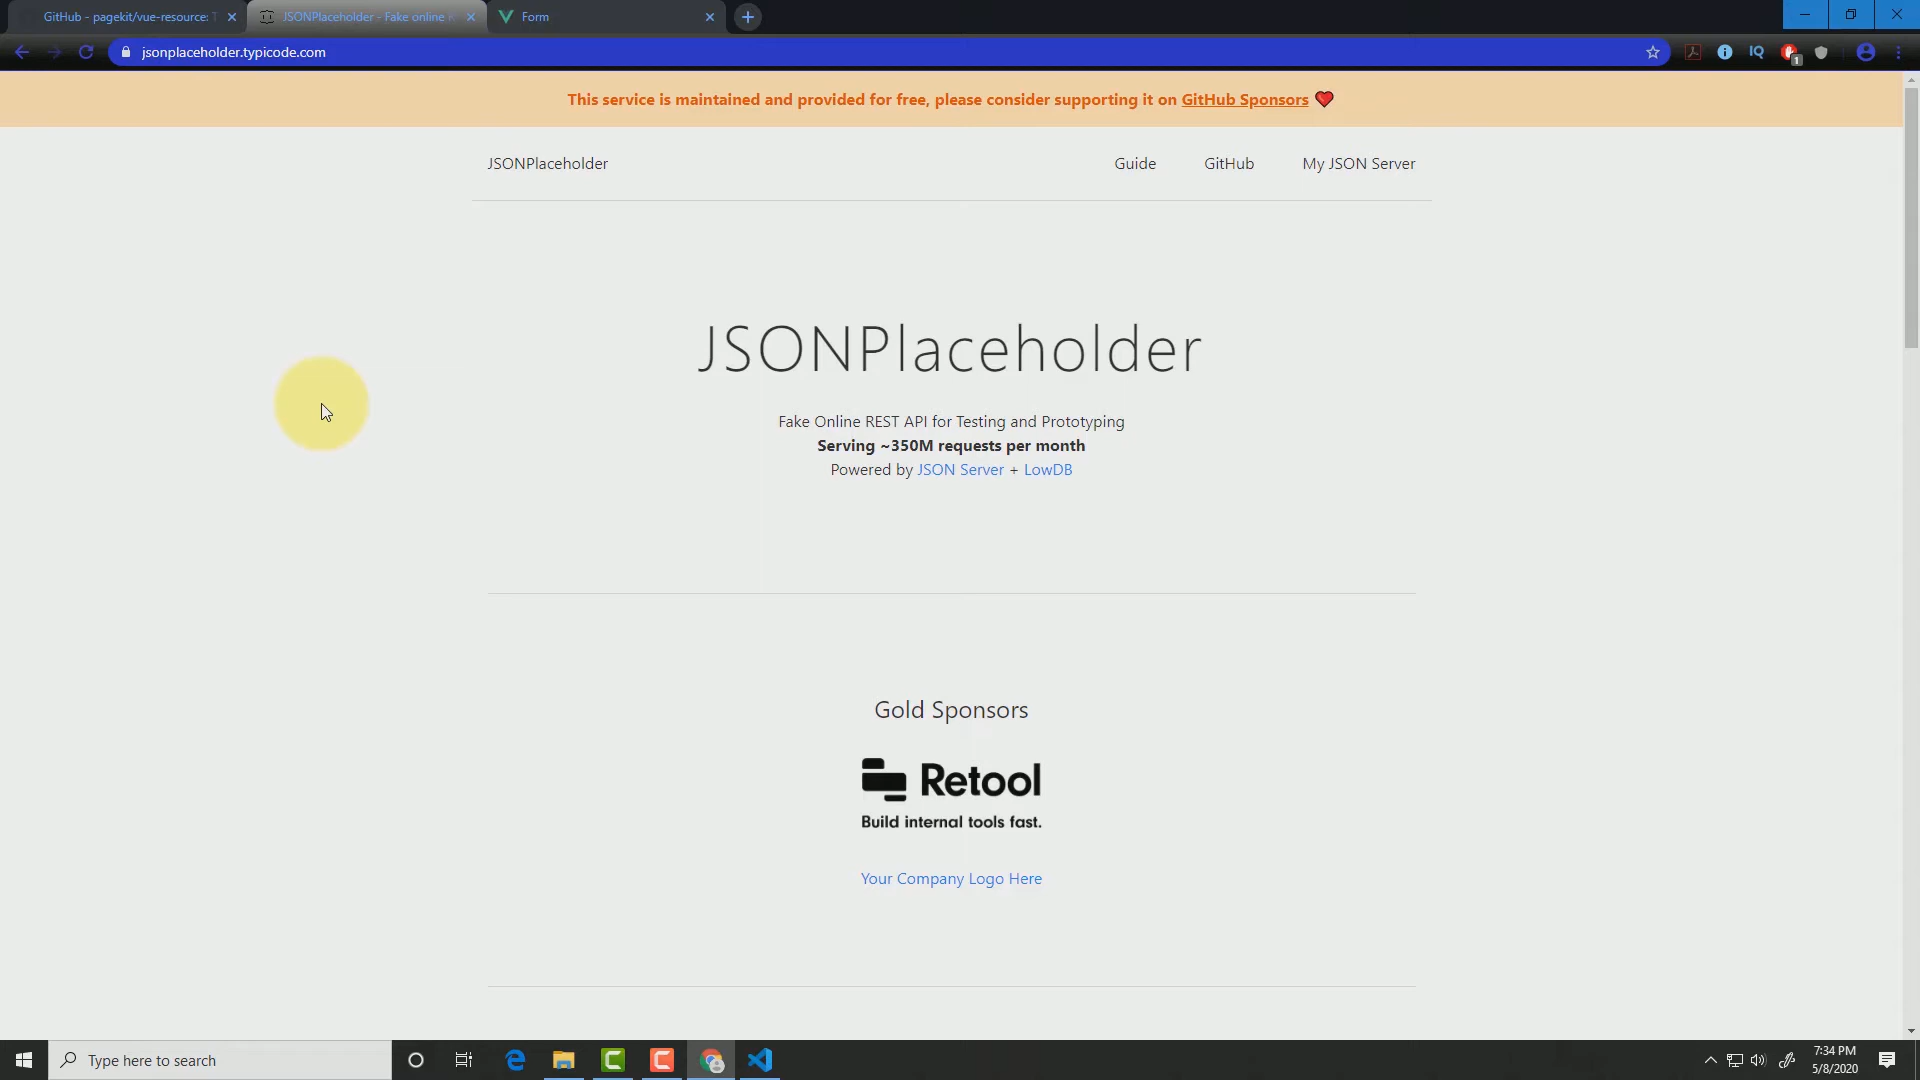 GitHub - pagekit/vue-resource: T
JSONPlaceholder - Fake online
Form
jsonplaceholder.typicode.com
IQ
1
This service is maintained and provided for free, please consider supporting it on GitHub Sponsors
JSONPlaceholder
Guide
GitHub
My JSON Server
JSONPlaceholder
Fake Online REST API for Testing and Prototyping
Serving ~350M requests per month
Powered by JSON Server + LowDB
Gold Sponsors
Retool
Build internal tools fast.
Your Company Logo Here
Type here to search
7:34 PM
5/8/2020